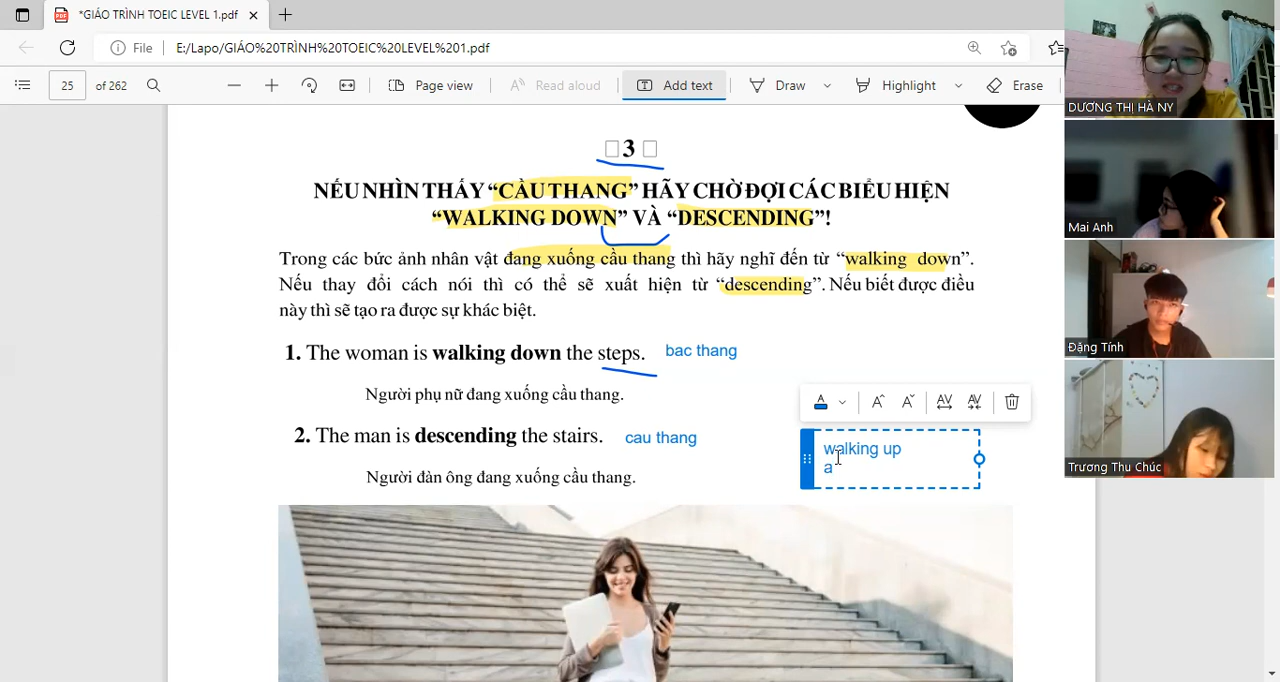 *GIÁO TRÌNH TOEIC LEVEL 1.pdf
File E:/Lapo/GIÁO%20TRÌNH%20TOEIC%20LEVEL%201.pdf
25 of 262 Page view Read aloud Add text Draw Highlight Erase
3
NẾU NHÌN THẤY “CẦU THANG” HÃY CHỜ ĐỢI CÁC BIỂU HIỆN
“WALKING DOWN” VÀ “DESCENDING”!
Trong các bức ảnh nhân vật đang xuống cầu thang thì hãy nghĩ đến từ “walking down”.
Nếu thay đổi cách nói thì có thể sẽ xuất hiện từ “descending”. Nếu biết được điều
này thì sẽ tạo ra được sự khác biệt.
1. The woman is walking down the steps. bac thang
Người phụ nữ đang xuống cầu thang.
2. The man is descending the stairs. cau thang
Người đàn ông đang xuống cầu thang.
walking up
a
DƯƠNG THỊ HÀ NY
Mai Anh
Đặng Tính
Trương Thu Chúc